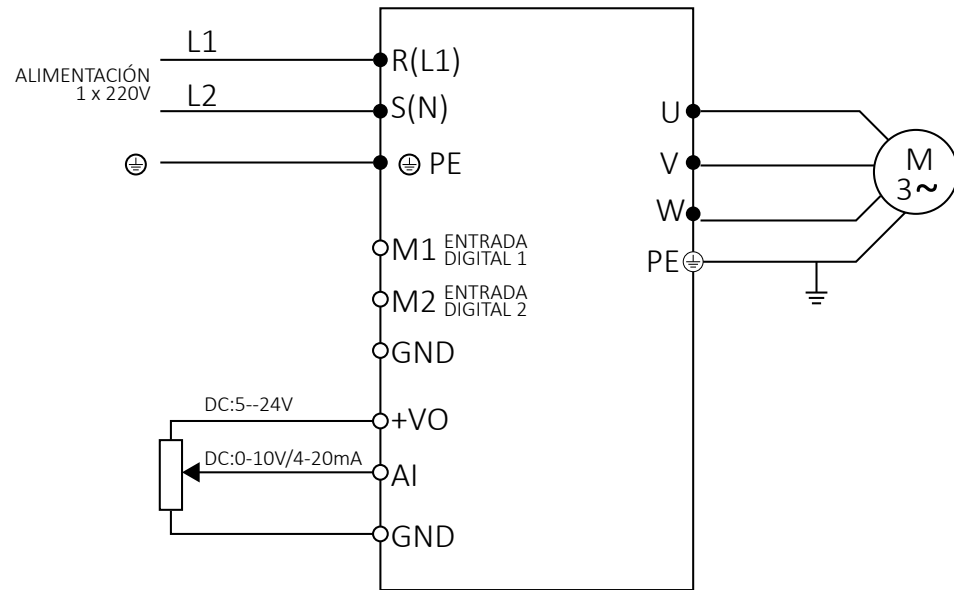 L1
ALIMENTACIÓN
1 x 220V
L2
R(L1)
S(N)
PE
M1 ENTRADA
DIGITAL 1
M2 ENTRADA
DIGITAL 2
GND
DC:5--24V
+VO
DC:0-10V/4-20mA
AI
GND
U
V
W
PE
M
3~